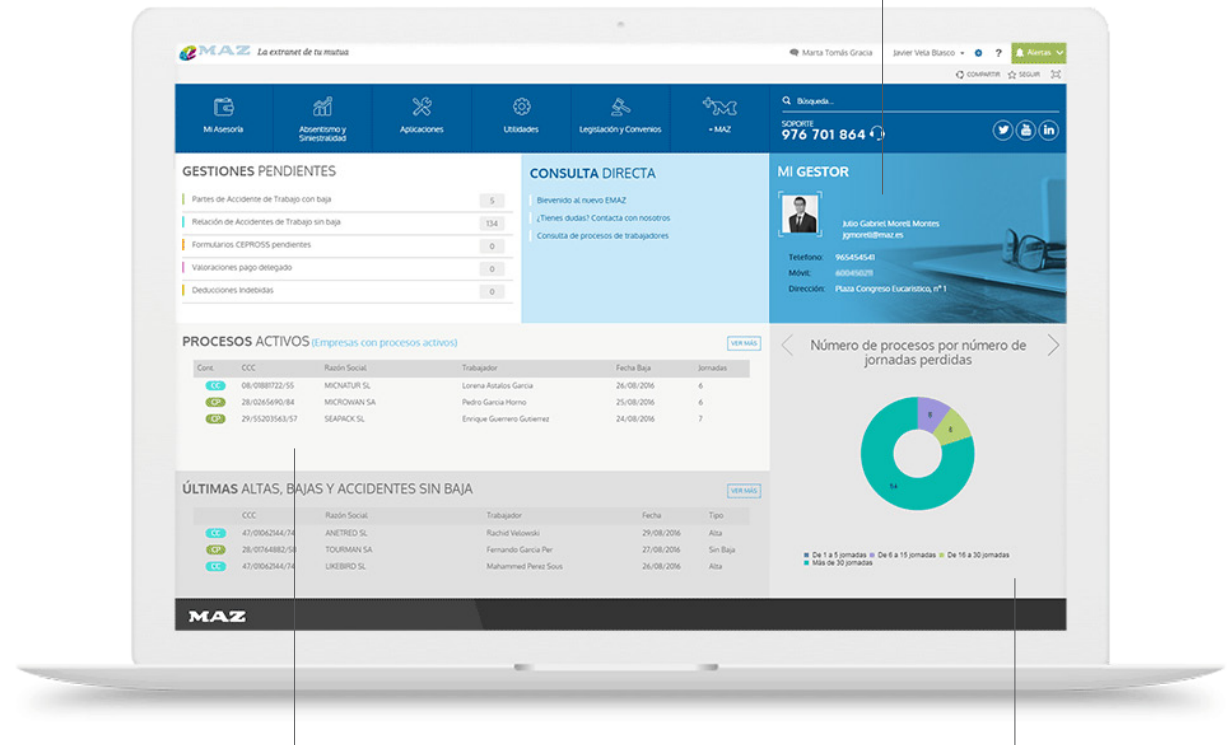 MAZ La extranet de tu mutua
Marta Tomás Gracia Javier Vela Blasco ? Alertas
COMPARTIR SEGUIR
Mi Asesoría
Absentismo y
Siniestralidad
Aplicaciones
Utilidades
Legislación y Convenios
+ MAZ
Búsqueda...
SOPORTE
976 701 864
GESTIONES PENDIENTES
Partes de Accidente de Trabajo con baja 5
Relación de Accidentes de Trabajo sin baja 134
Formularios CEPROSS pendientes 0
Valoraciones pago delegado 0
Deducciones Indebidas 0
CONSULTA DIRECTA
Bievenido al nuevo EMAZ
¿Tienes dudas? Contacta con nosotros
Consulta de procesos de trabajadores
MI GESTOR
Julio Gabriel Morell Montes
jgmorell@maz.es
Telefono: 965454541
Móvil:
Dirección: Plaza Congreso Eucaristico, nº 1
PROCESOS ACTIVOS (Empresas con procesos activos) VER MÁS
Cont. CCC Razón Social Trabajador Fecha Baja Jornadas
CC 08/01881722/55 MICNATUR SL Lorena Astalos Garcia 26/08/2016 6
CP 28/0265690/84 MICROWAN SA Pedro Garcia Horno 25/08/2016 6
CP 29/55203563/57 SEAPACK SL Enrique Guerrero Gutierrez 24/08/2016 7
ÚLTIMAS ALTAS, BAJAS Y ACCIDENTES SIN BAJA VER MÁS
CCC Razón Social Trabajador Fecha Tipo
CC 47/01062144/74 ANETRED SL Rachid Velowski 29/08/2016 Alta
CP 28/01764882/58 TOURMAN SA Fernando Garcia Per 27/08/2016 Sin Baja
CC 47/01062144/74 LIKEBIRD SL Mahammed Perez Sous 26/08/2016 Alta
Número de procesos por número de
jornadas perdidas
8
6
54
De 1 a 5 jornadas De 6 a 15 jornadas De 16 a 30 jornadas
Más de 30 jornadas
MAZ